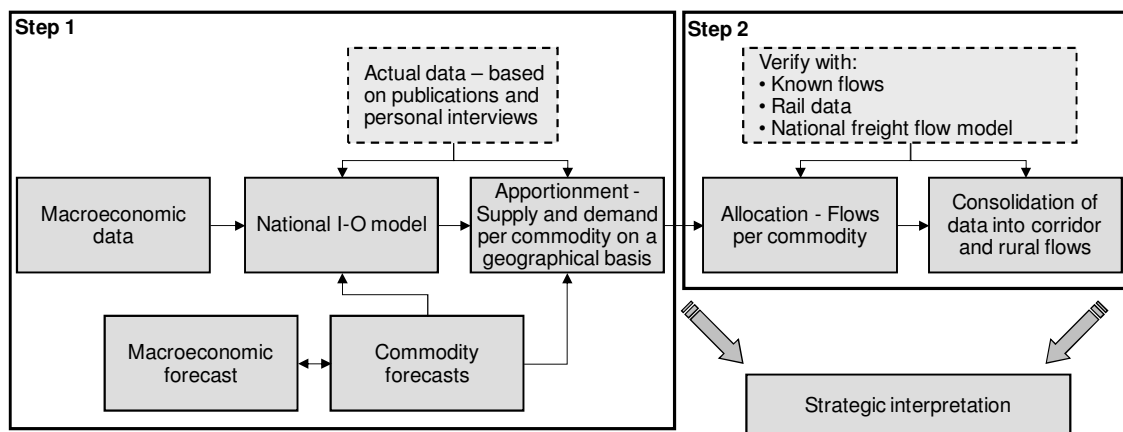 Step 1
Actual data – based
on publications and
personal interviews
Macroeconomic
data
National I-O model
Apportionment -
Supply and demand
per commodity on a
geographical basis
Macroeconomic
forecast
Commodity
forecasts
Step 2
Verify with:
• Known flows
• Rail data
• National freight flow model
Allocation - Flows
per commodity
Consolidation of
data into corridor
and rural flows
Strategic interpretation